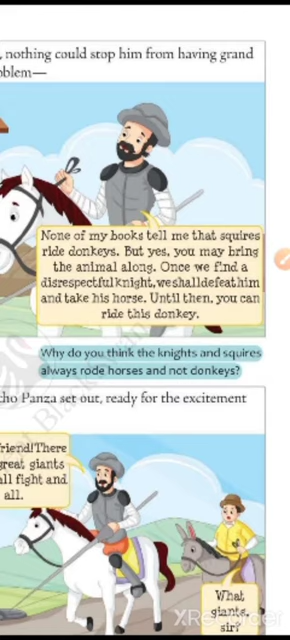 , nothing could stop him from having grand
oblem—
None of my books tell me that squires
ride donkeys. But yes, you may bring
the animal along. Once we find a
disrespectful knight, we shall defeat him
and take his horse. Until then, you can
ride this donkey.
Why do you think the knights and squires
always rode horses and not donkeys?
cho Panza set out, ready for the excitement
riend! There
great giants
all fight and
all.
What
giants,
sir?
XRecorder